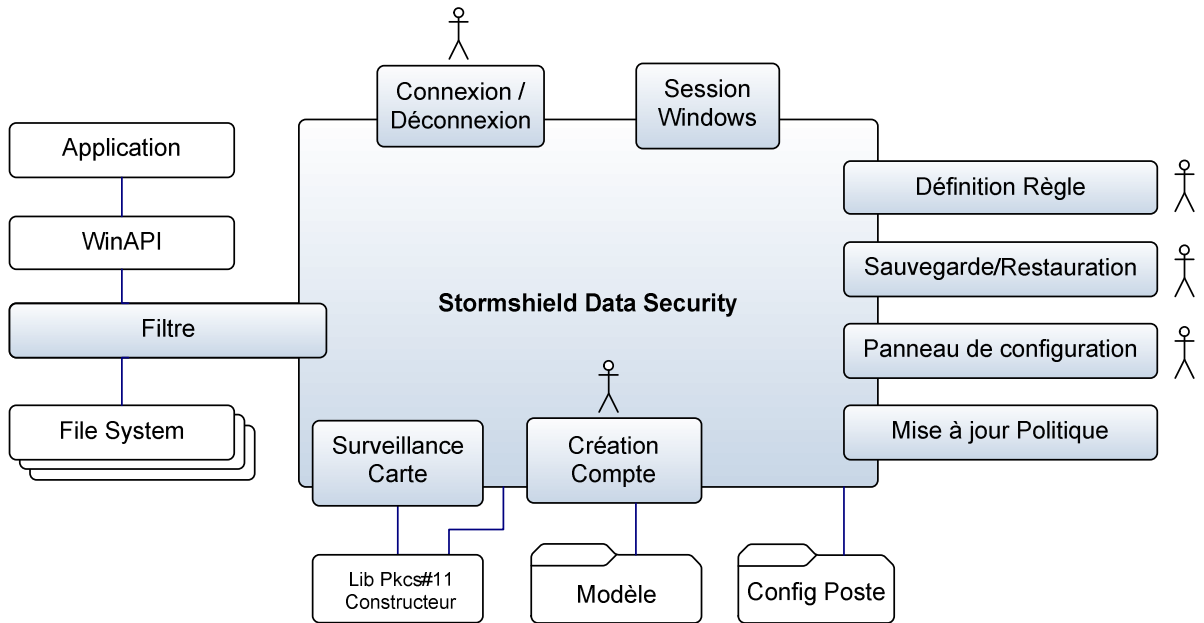 Connexion /
Déconnexion
Session
Windows
Application
WinAPI
Filtre
File System
Stormshield Data Security
Définition Règle
Sauvegarde/Restauration
Panneau de configuration
Mise à jour Politique
Surveillance
Carte
Création
Compte
Lib Pkcs#11
Constructeur
Modèle
Config Poste